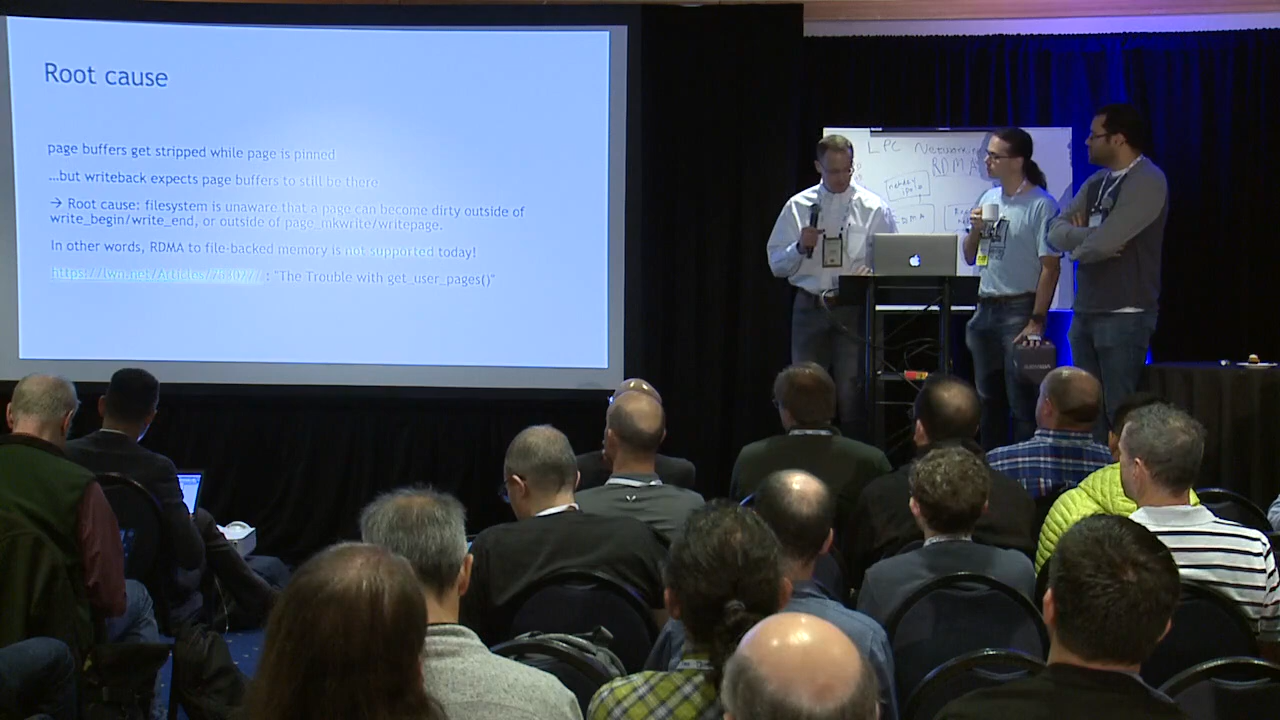 Root cause
page buffers get stripped while page is pinned
...but writeback expects page buffers to still be there
→ Root cause: filesystem is unaware that a page can become dirty outside of
write_begin/write_end, or outside of page_mkwrite/writepage.
In other words, RDMA to file-backed memory is not supported today!
: "The Trouble with get_user_pages()"
LPC Networking
RDMA